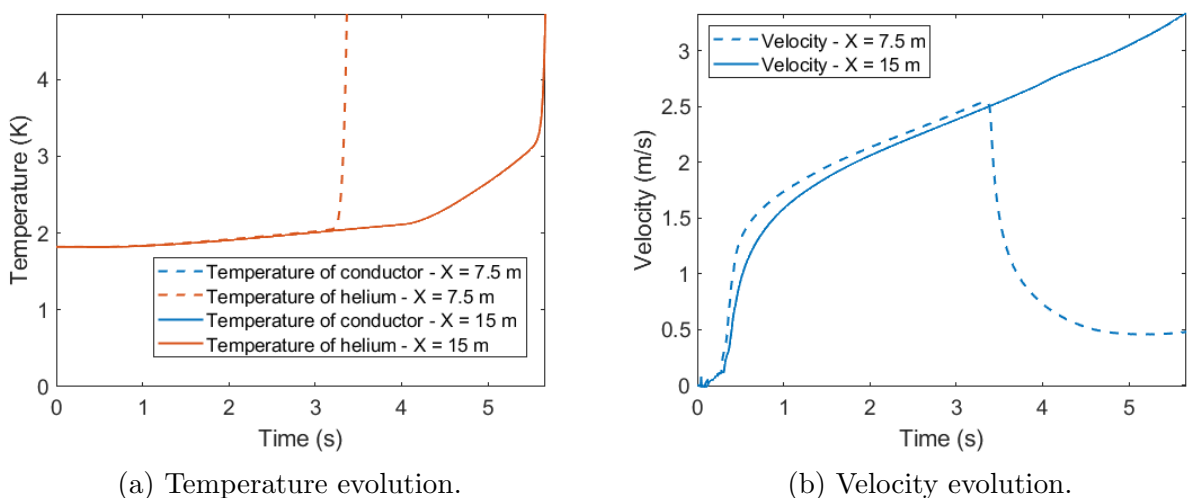 4
3
2
1
0
Temperature (K)
Temperature of conductor - X = 7.5 m
Temperature of helium - X = 7.5 m
Temperature of conductor - X = 15 m
Temperature of helium - X = 15 m
0 1 2 3 4 5
Time (s)
(a) Temperature evolution.
Velocity - X = 7.5 m
Velocity - X = 15 m
3
2.5
2
1.5
1
0.5
0
Velocity (m/s)
0 1 2 3 4 5
Time (s)
(b) Velocity evolution.